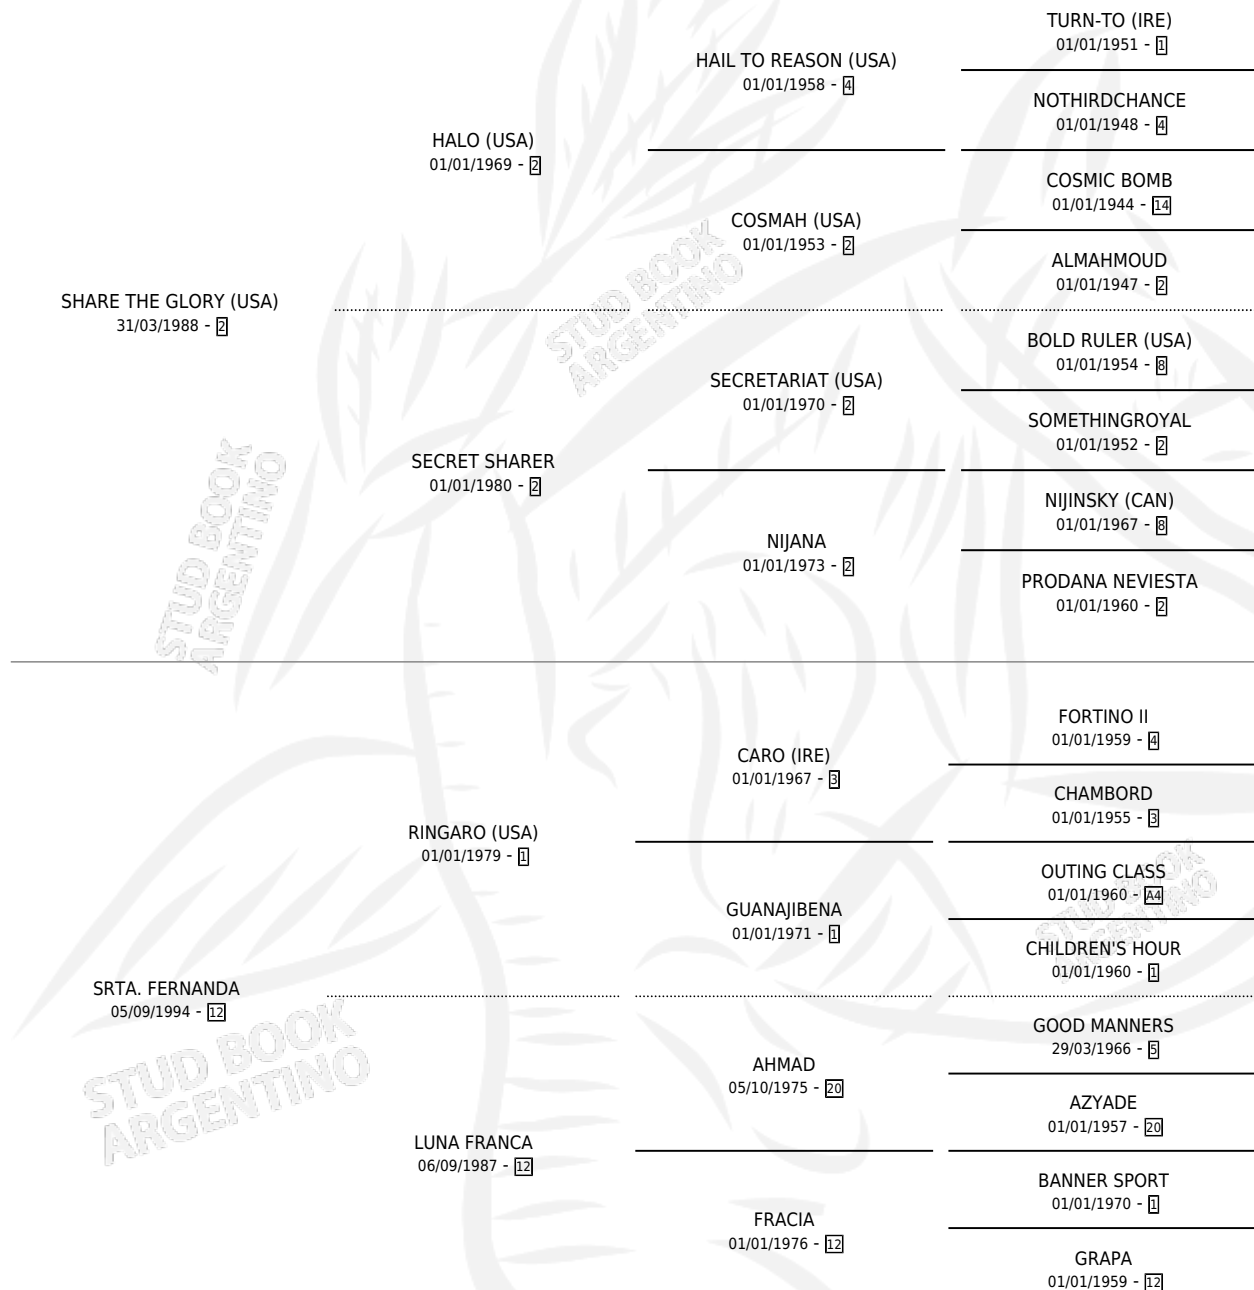 TURN-TO (IRE)
01/01/1951 - 1
HAIL TO REASON (USA)
01/01/1958 - 4
NOTHIRDCHANCE
01/01/1948 - 4
HALO (USA)
01/01/1969 - 2
COSMIC BOMB
01/01/1944 - 14
COSMAH (USA)
01/01/1953 - 2
ALMAHMOUD
01/01/1947 - 2
SHARE THE GLORY (USA)
31/03/1988 - 2
STUD BOOK
ARGENTINO
BOLD RULER (USA)
01/01/1954 - 8
SECRETARIAT (USA)
01/01/1970 - 2
SOMETHINGROYAL
01/01/1952 - 2
SECRET SHARER
01/01/1980 - 2
NIJINSKY (CAN)
01/01/1967 - 8
NIJANA
01/01/1973 - 2
PRODANA NEVIESTA
01/01/1960 - 2
STUD BOOK
ARGENTINO
FORTINO II
01/01/1959 - 4
CARO (IRE)
01/01/1967 - 3
CHAMBORD
01/01/1955 - 3
RINGARO (USA)
01/01/1979 - 1
OUTING CLASS
01/01/1960 - A4
GUANAJIBENA
01/01/1971 - 1
STUD BOOK
ARGENTINO
CHILDREN'S HOUR
01/01/1960 - 1
SRTA. FERNANDA
05/09/1994 - 12
STUD BOOK
ARGENTINO
GOOD MANNERS
29/03/1966 - 5
AHMAD
05/10/1975 - 20
AZYADE
01/01/1957 - 20
LUNA FRANCA
06/09/1987 - 12
BANNER SPORT
01/01/1970 - 1
FRACIA
01/01/1976 - 12
GRAPA
01/01/1959 - 12